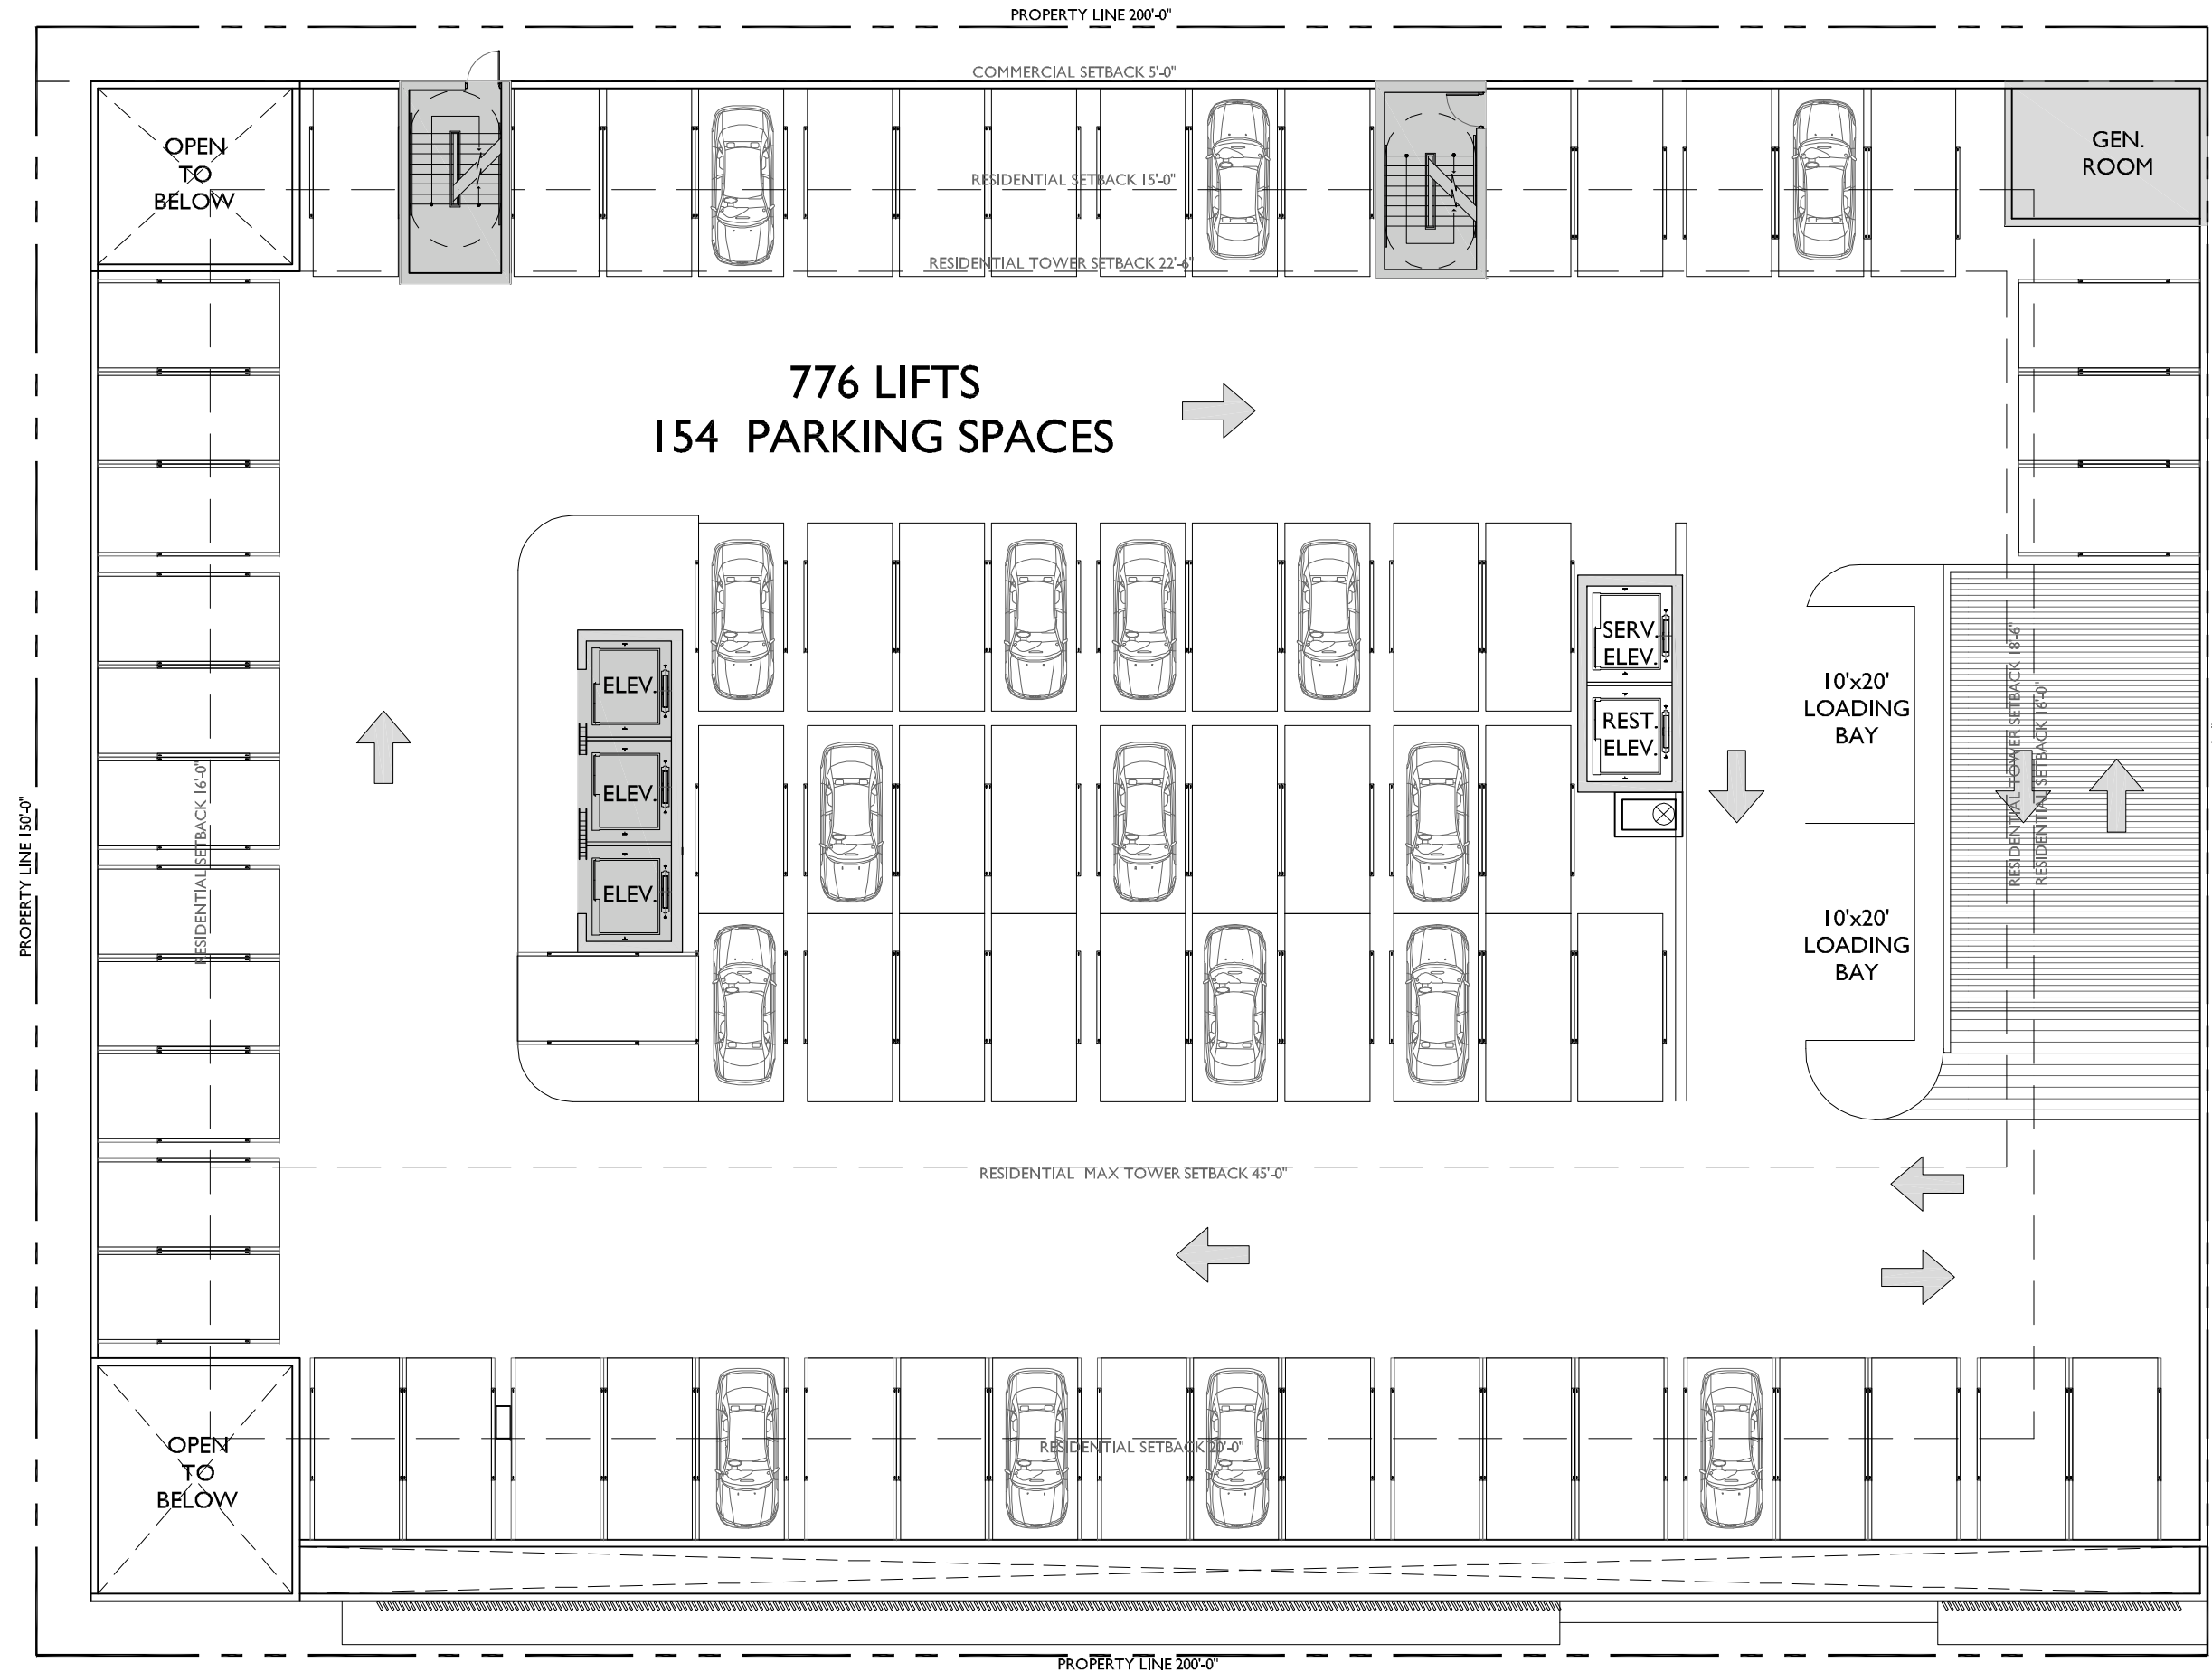 PROPERTY LINE 200'-0"
COMMERCIAL SETBACK 5'-0"
OPEN
TO
BELOW
GEN.
ROOM
RESIDENTIAL SETBACK 15'-0"
RESIDENTIAL TOWER SETBACK 22'-6"
776 LIFTS
154 PARKING SPACES
SERV.
ELEV.
REST.
ELEV.
ELEV.
ELEV.
ELEV.
10'x20'
LOADING
BAY
10'x20'
LOADING
BAY
RESIDENTIAL TOWER SETBACK 18'-6"
RESIDENTIAL SETBACK 16'-0"
PROPERTY LINE 150'-0"
RESIDENTIAL SETBACK 16'-0"
RESIDENTIAL MAX TOWER SETBACK 45'-0"
OPEN
TO
BELOW
RESIDENTIAL SETBACK 20'-0"
PROPERTY LINE 200'-0"